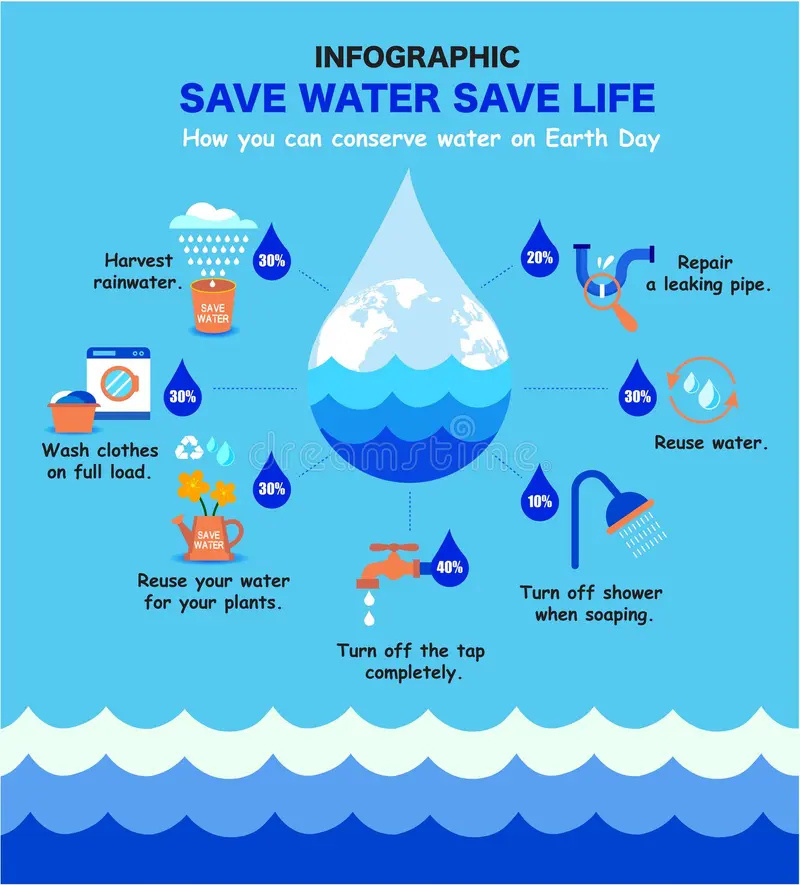 INFOGRAPHIC
SAVE WATER SAVE LIFE
How you can conserve water on Earth Day
Harvest
rainwater.
30%
SAVE
WATER
20%
Repair
a leaking pipe.
30%
Wash clothes
on full load.
30%
Reuse water.
30%
SAVE
WATER
Reuse your water
for your plants.
10%
Turn off shower
when soaping.
40%
Turn off the tap
completely.
dreamstime.